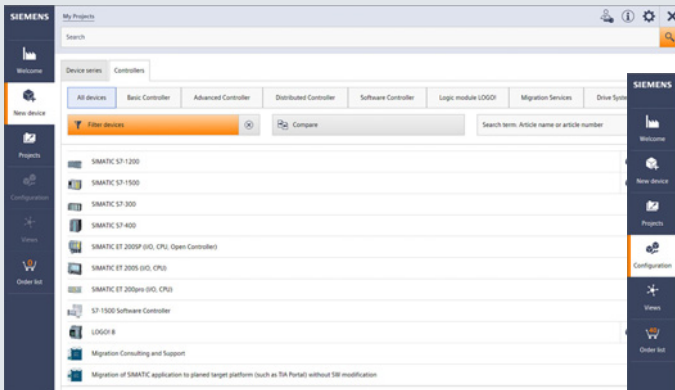 SIEMENS
My Projects
Search
Welcome
New device
Projects
Configuration
Views
Order list
Device series Controllers
All devices Basic Controller Advanced Controller Distributed Controller Software Controller Logic module LOGO! Migration Services Drive Syste
Filter devices Compare Search term: Article name or article number
SIMATIC S7-1200
SIMATIC S7-1500
SIMATIC S7-300
SIMATIC S7-400
SIMATIC ET 200SP (I/O, CPU, Open Controller)
SIMATIC ET 200S (I/O, CPU)
SIMATIC ET 200pro (I/O, CPU)
S7-1500 Software Controller
LOGO! 8
Migration Consulting and Support
Migration of SIMATIC application to planed target platform (such as TIA Portal) without SW modification
SIEMENS
Welcome
New device
Projects
Configuration
Views
Order list